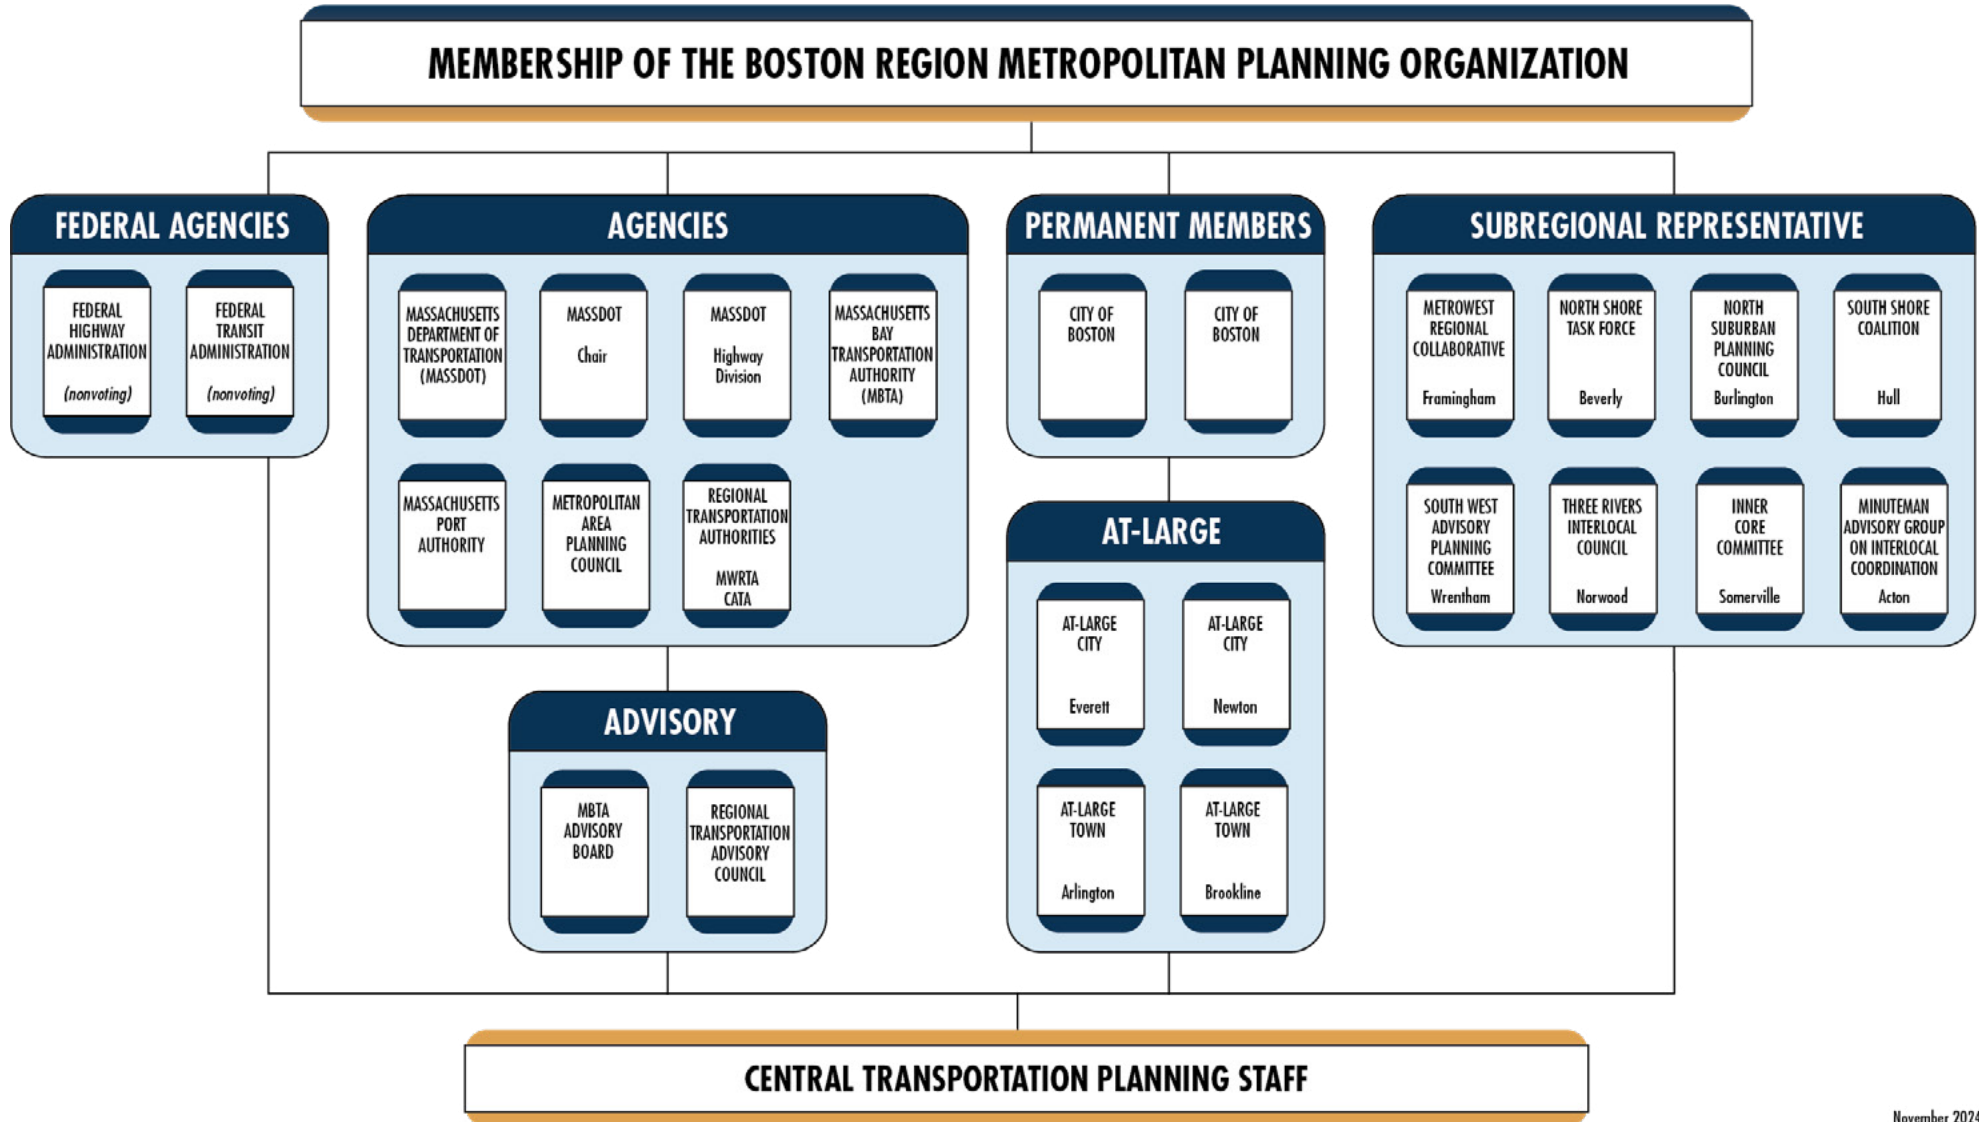 MEMBERSHIP OF THE BOSTON REGION METROPOLITAN PLANNING ORGANIZATION
FEDERAL AGENCIES
FEDERAL
HIGHWAY
ADMINISTRATION
(nonvoting)
FEDERAL
TRANSIT
ADMINISTRATION
(nonvoting)
AGENCIES
MASSACHUSETTS
DEPARTMENT OF
TRANSPORTATION
(MASSDOT)
MASSDOT
Chair
MASSDOT
Highway
Division
MASSACHUSETTS
BAY
TRANSPORTATION
AUTHORITY
(MBTA)
MASSACHUSETTS
PORT
AUTHORITY
METROPOLITAN
AREA
PLANNING
COUNCIL
REGIONAL
TRANSPORTATION
AUTHORITIES
MWRTA
CATA
ADVISORY
MBTA
ADVISORY
BOARD
REGIONAL
TRANSPORTATION
ADVISORY
COUNCIL
PERMANENT MEMBERS
CITY OF
BOSTON
CITY OF
BOSTON
AT-LARGE
AT-LARGE
CITY
Everett
AT-LARGE
CITY
Newton
AT-LARGE
TOWN
Arlington
AT-LARGE
TOWN
Brookline
SUBREGIONAL REPRESENTATIVE
METROWEST
REGIONAL
COLLABORATIVE
Framingham
NORTH SHORE
TASK FORCE
Beverly
NORTH
SUBURBAN
PLANNING
COUNCIL
Burlington
SOUTH SHORE
COALITION
Hull
SOUTH WEST
ADVISORY
PLANNING
COMMITTEE
Wrentham
THREE RIVERS
INTERLOCAL
COUNCIL
Norwood
INNER
CORE
COMMITTEE
Somerville
MINUTEMAN
ADVISORY GROUP
ON INTERLOCAL
COORDINATION
Acton
CENTRAL TRANSPORTATION PLANNING STAFF
November 2024